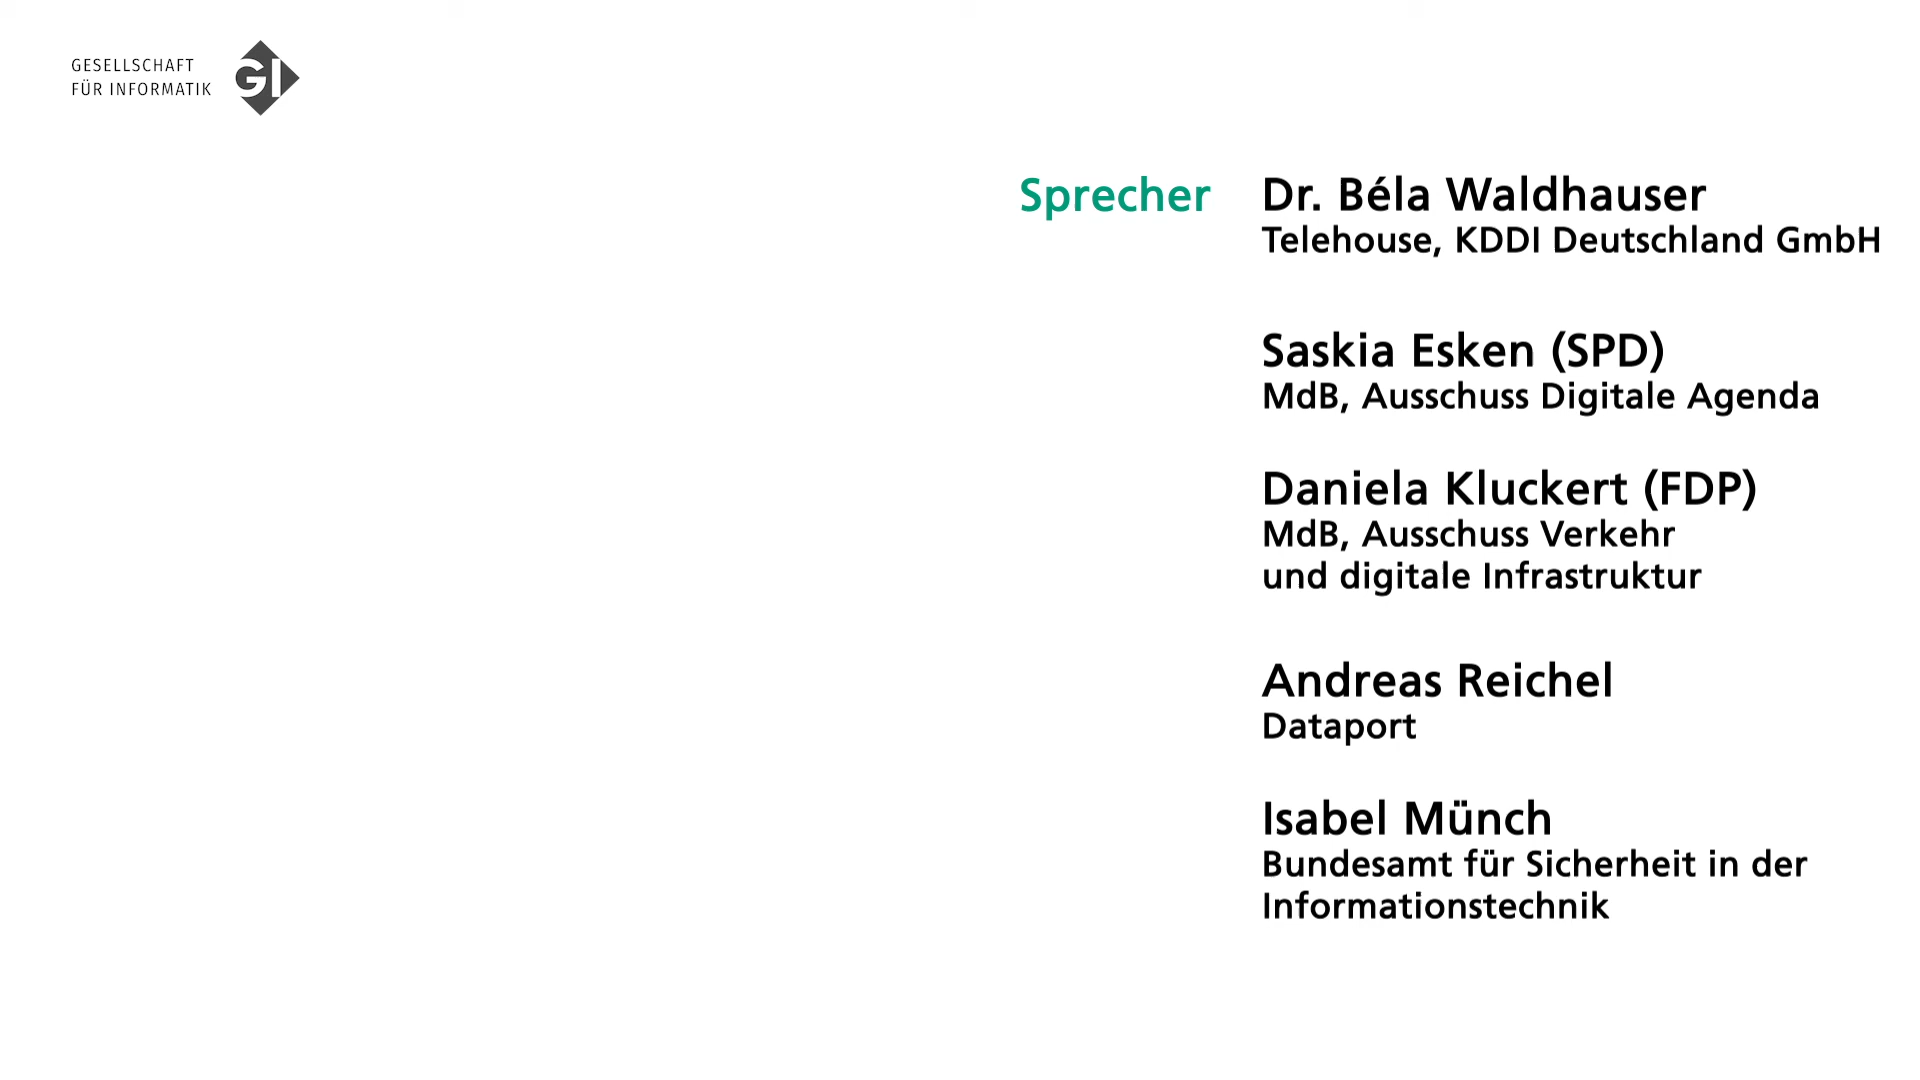 GESELLSCHAFT
FÜR INFORMATIK
GI
Sprecher
Dr. Béla Waldhauser
Telehouse, KDDI Deutschland GmbH
Saskia Esken (SPD)
MdB, Ausschuss Digitale Agenda
Daniela Kluckert (FDP)
MdB, Ausschuss Verkehr
und digitale Infrastruktur
Andreas Reichel
Dataport
Isabel Münch
Bundesamt für Sicherheit in der
Informationstechnik